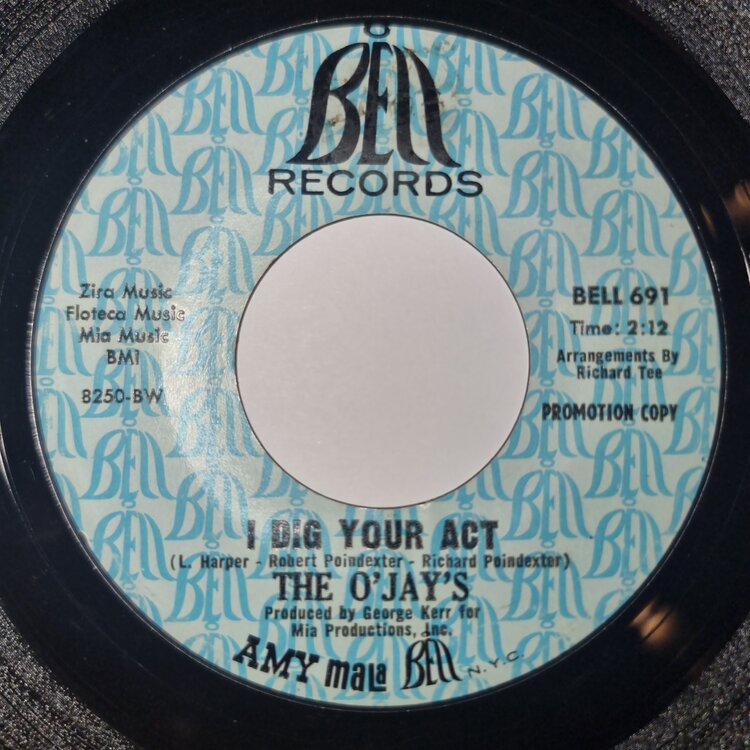 BELL
RECORDS
Zira Music
Floteca Music
Mia Music
BMI
8250-BW
BELL 691
Time: 2:12
Arrangements By
Richard Tee
PROMOTION COPY
I DIG YOUR ACT
(L. Harper - Robert Poindexter - Richard Poindexter)
THE O'JAY'S
Produced by George Kerr for
Mia Productions, Inc.
AMY mala BELL N.Y.C.